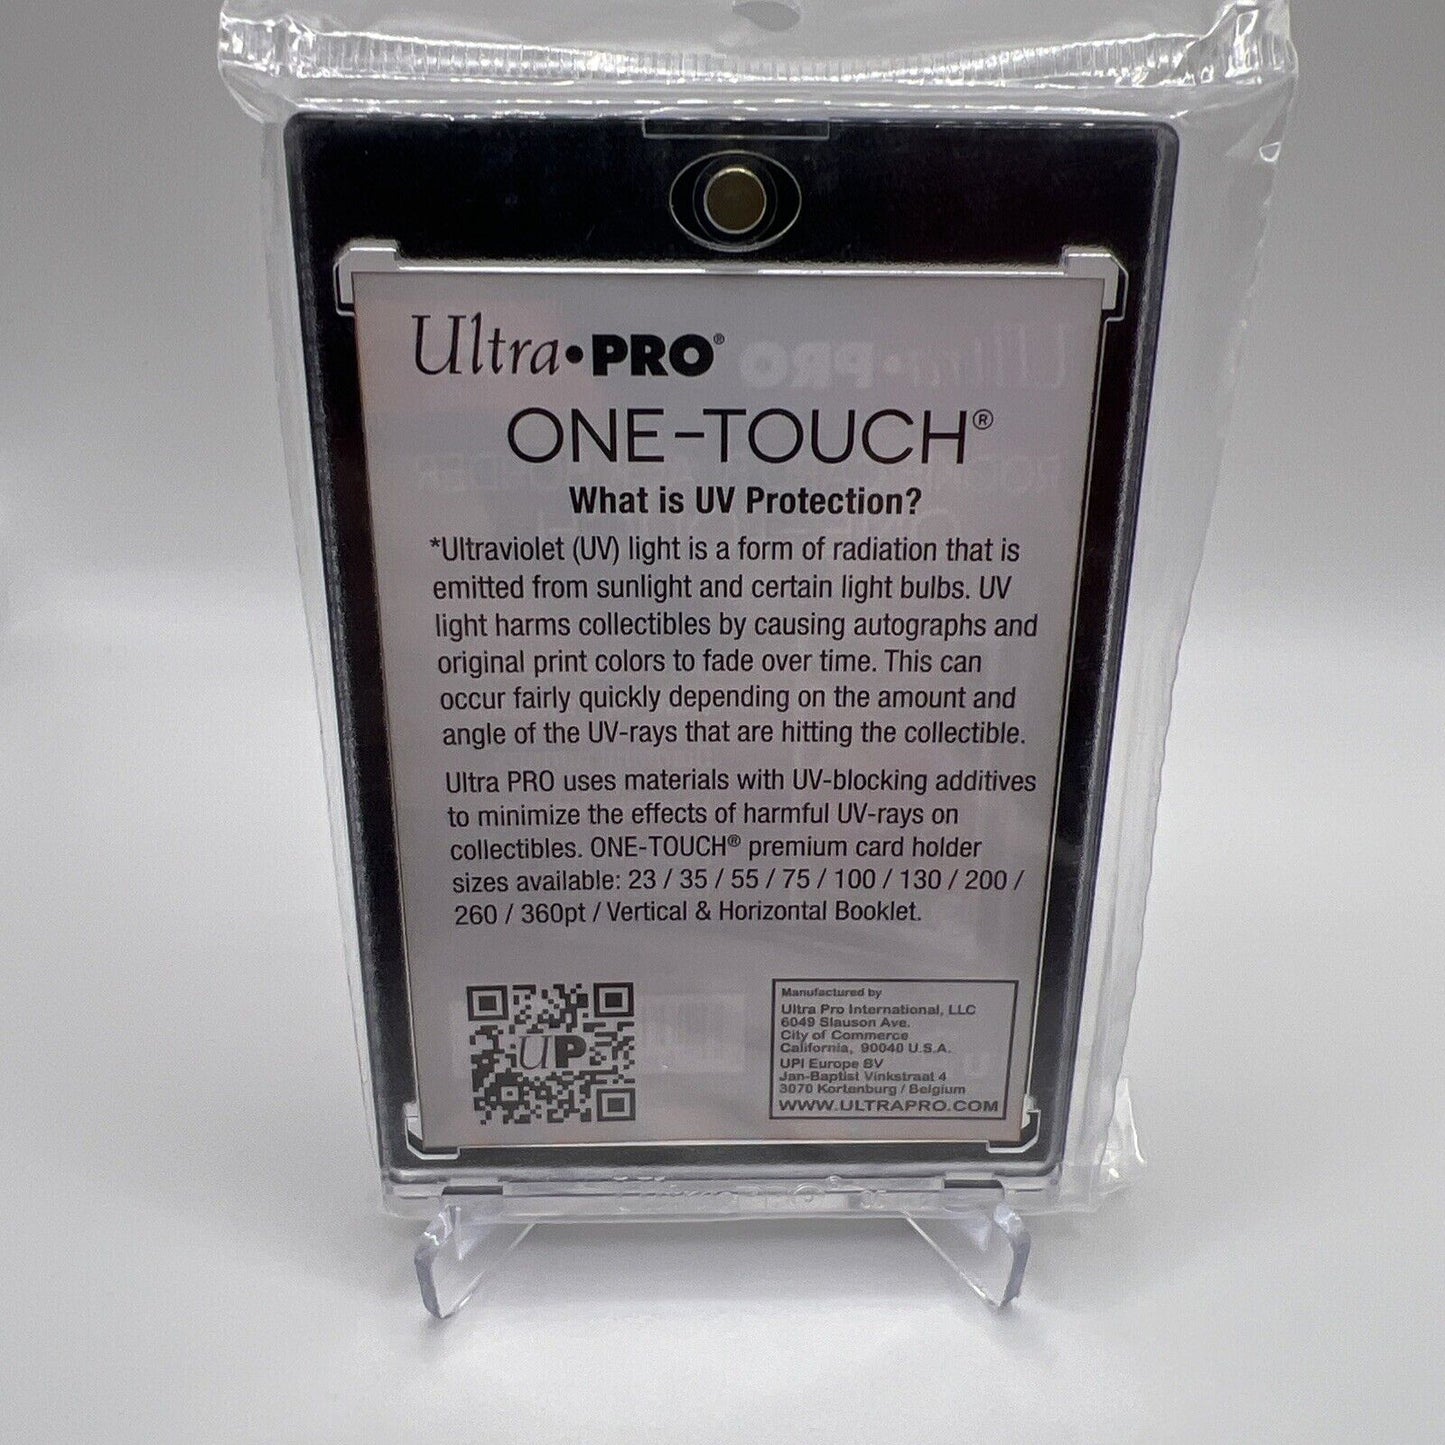 Ultra•PRO®
ONE-TOUCH®
What is UV Protection?
*Ultraviolet (UV) light is a form of radiation that is
emitted from sunlight and certain light bulbs. UV
light harms collectibles by causing autographs and
original print colors to fade over time. This can
occur fairly quickly depending on the amount and
angle of the UV-rays that are hitting the collectible.
Ultra PRO uses materials with UV-blocking additives
to minimize the effects of harmful UV-rays on
collectibles. ONE-TOUCH® premium card holder
sizes available: 23 / 35 / 55 / 75 / 100 / 130 / 200 /
260 / 360pt / Vertical & Horizontal Booklet.
UP
Manufactured by
Ultra Pro International, LLC
6049 Slauson Ave.
City of Commerce
California, 90040 U.S.A.
UPI Europe BV
Jan-Baptist Vinkstraat 4
3070 Kortenburg / Belgium
WWW.ULTRAPRO.COM